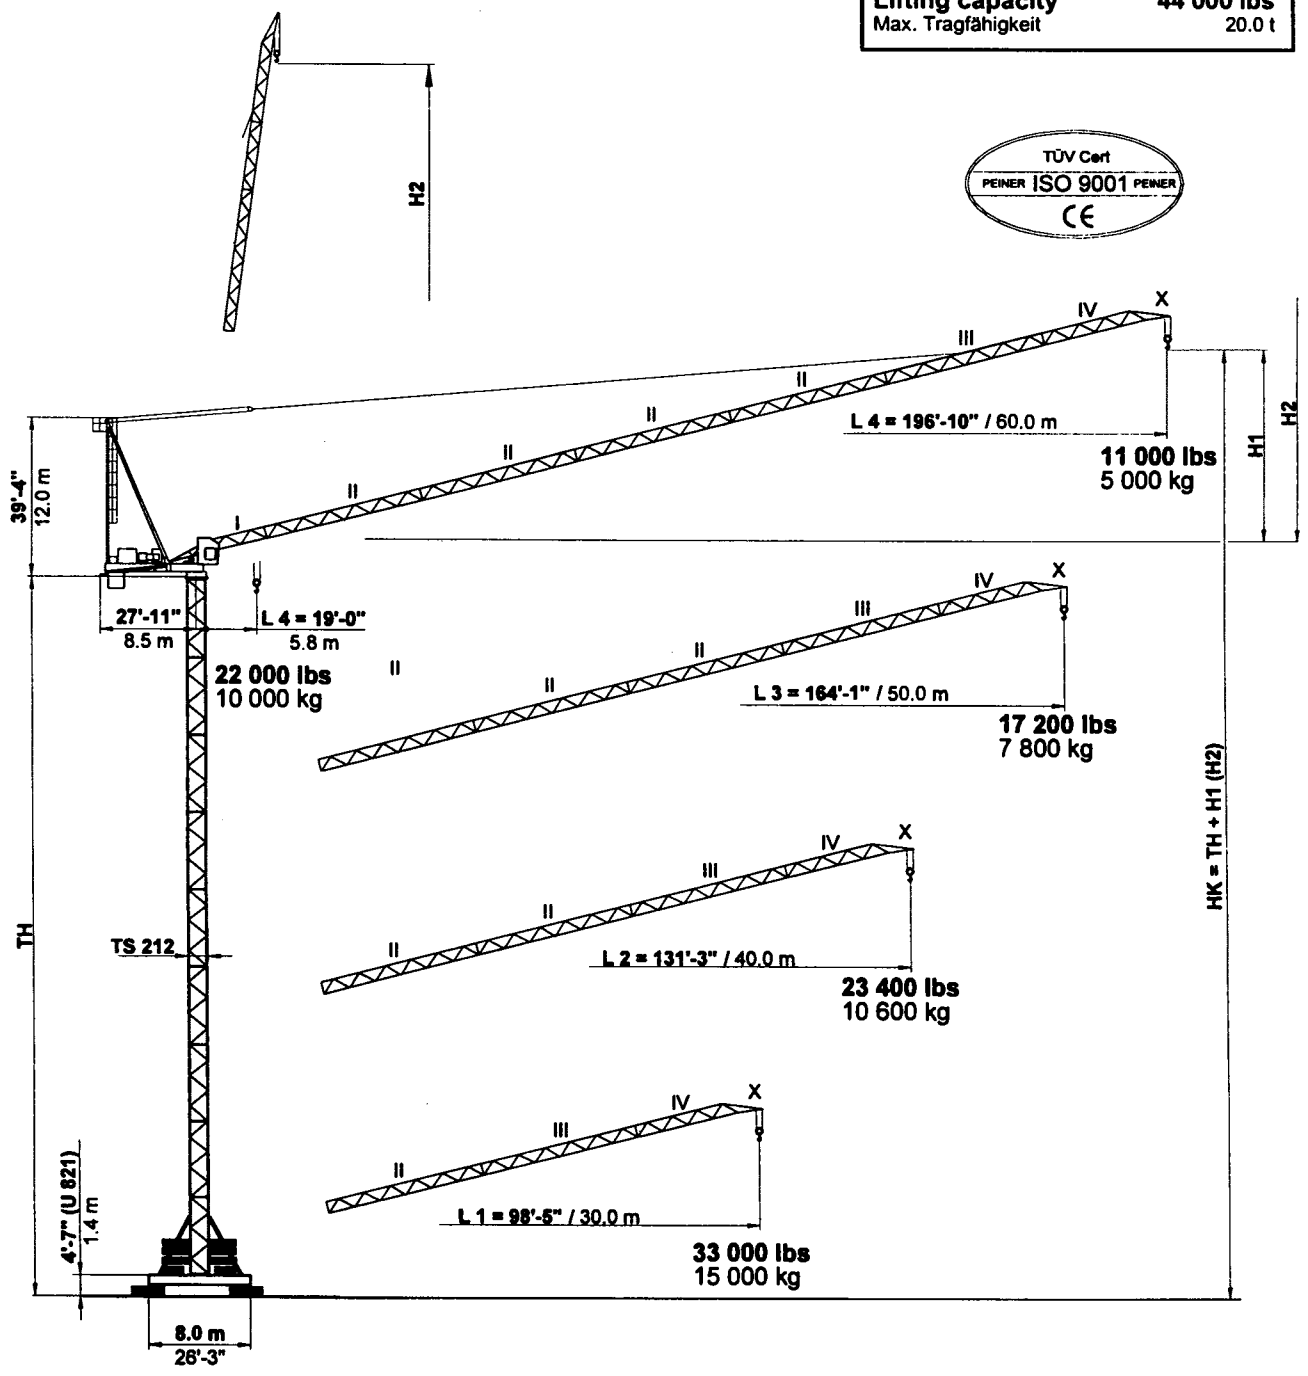 Lifting capacity 44 000 lbs
Max. Tragfähigkeit 20.0 t
TÜV Cert
PEINER ISO 9001 PEINER
CE
H2
X
IV
III
II
II
II
II
I
L 4 = 196'-10" / 60.0 m
11 000 lbs
5 000 kg
H1
H2
39'-4"
12.0 m
27'-11"
8.5 m
L 4 = 19'-0"
5.8 m
22 000 lbs
10 000 kg
X
IV
III
II
II
II
L 3 = 164'-1" / 50.0 m
17 200 lbs
7 800 kg
HK = TH + H1 (H2)
X
IV
III
II
II
L 2 = 131'-3" / 40.0 m
23 400 lbs
10 600 kg
TH
TS 212
X
IV
III
II
L 1 = 98'-5" / 30.0 m
33 000 lbs
15 000 kg
4'-7" (U 821)
1.4 m
8.0 m
26'-3"